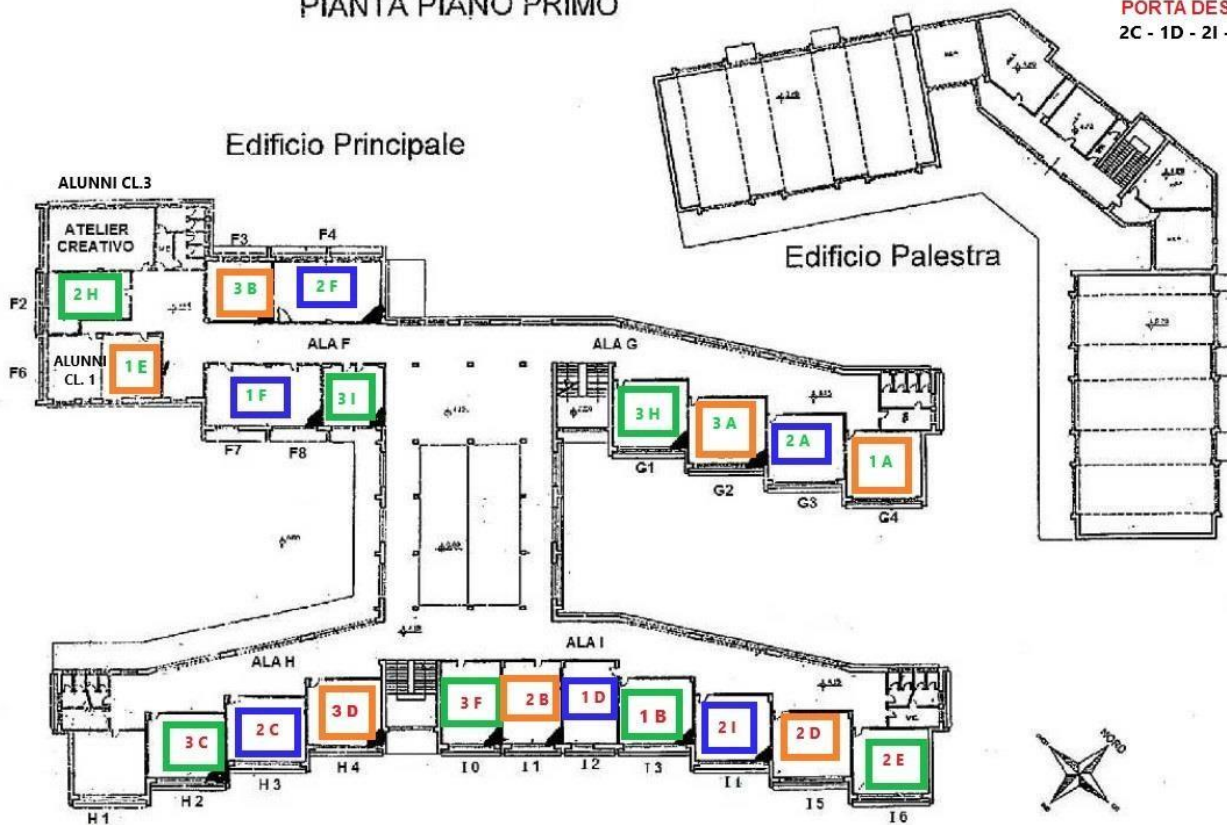 PIANTA PIANO PRIMO
PORTA DES
2C - 1D - 2I -
Edificio Principale
ALUNNI CL.3
ATELIER
CREATIVO
F3
F4
F2
2 H
3 B
2 F
Edificio Palestra
ALA F
ALA G
F6
ALUNNI
CL. 1
1 E
1 F
3 I
F7
F8
3 H
3 A
2 A
1 A
G1
G2
G3
G4
ALA H
ALA I
3 C
2 C
3 D
3 F
2 B
1 D
1 B
2 I
2 D
2 E
H1
H2
H3
H4
I0
I1
I2
I3
I4
I5
I6
NORD